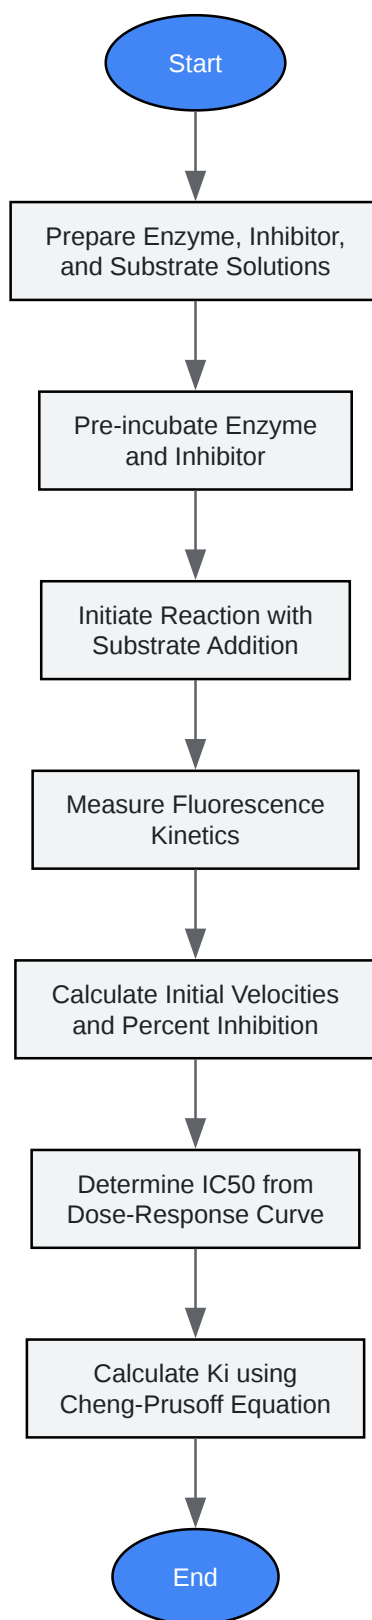 Start
Prepare Enzyme, Inhibitor,
and Substrate Solutions
Pre-incubate Enzyme
and Inhibitor
Initiate Reaction with
Substrate Addition
Measure Fluorescence
Kinetics
Calculate Initial Velocities
and Percent Inhibition
Determine IC50 from
Dose-Response Curve
Calculate Ki using
Cheng-Prusoff Equation
End